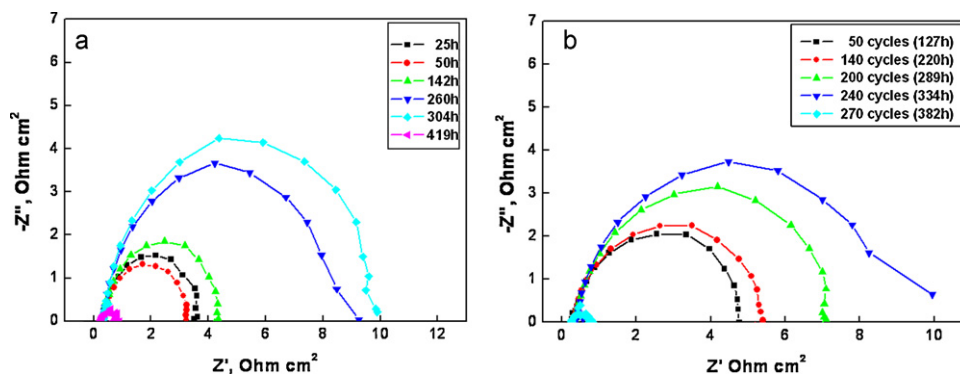 a
25h
50h
142h
260h
304h
419h
7
6
5
4
3
2
1
0
-Z'', Ohm cm²
0 2 4 6 8 10 12
Z', Ohm cm²
b
50 cycles (127h)
140 cycles (220h)
200 cycles (289h)
240 cycles (334h)
270 cycles (382h)
7
6
5
4
3
2
1
0
-Z'', Ohm cm²
0 2 4 6 8 10
Z' Ohm cm²